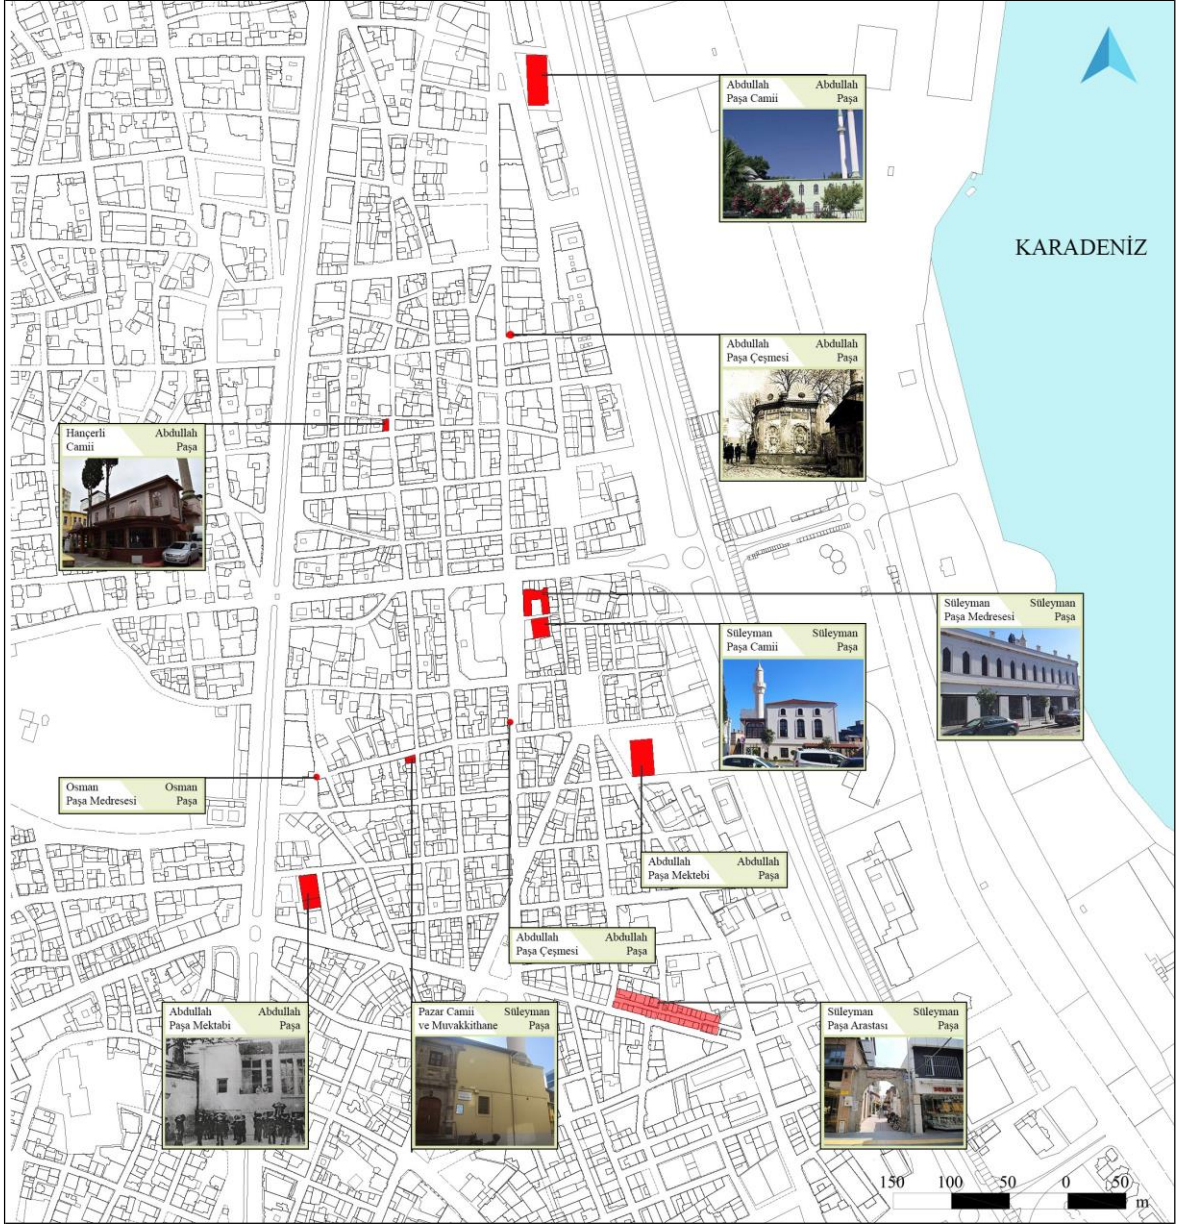 Abdullah Abdullah
Paşa Camii Paşa
KARADENİZ
Abdullah Abdullah
Paşa Çeşmesi Paşa
Hançerli Abdullah
Camii Paşa
Süleyman Süleyman
Paşa Medresesi Paşa
Süleyman Süleyman
Paşa Camii Paşa
Osman Osman
Paşa Medresesi Paşa
Abdullah Abdullah
Paşa Mektebi Paşa
Abdullah Abdullah
Paşa Çeşmesi Paşa
Abdullah Abdullah
Paşa Mektabi Paşa
Pazar Camii Süleyman
ve Muvakkithane Paşa
Süleyman Süleyman
Paşa Arastası Paşa
150 100 50 0 50
m